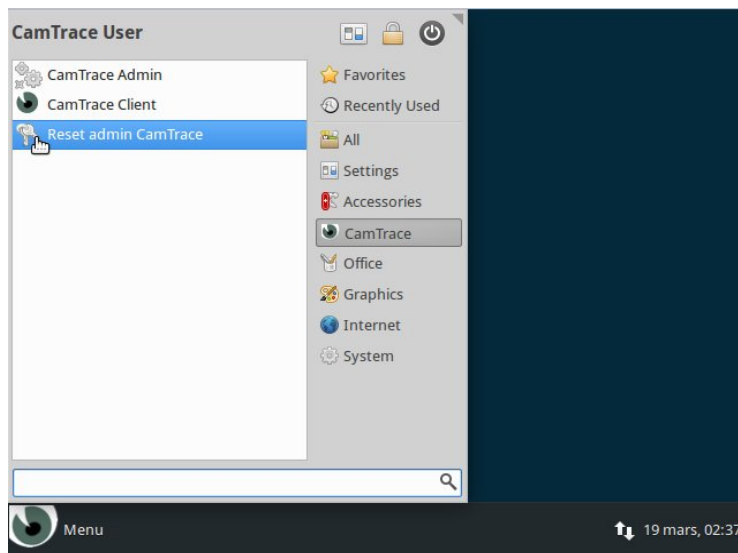 CamTrace User
CamTrace Admin
CamTrace Client
Reset admin CamTrace
Favorites
Recently Used
All
Settings
Accessories
CamTrace
Office
Graphics
Internet
System
Menu
19 mars, 02:37